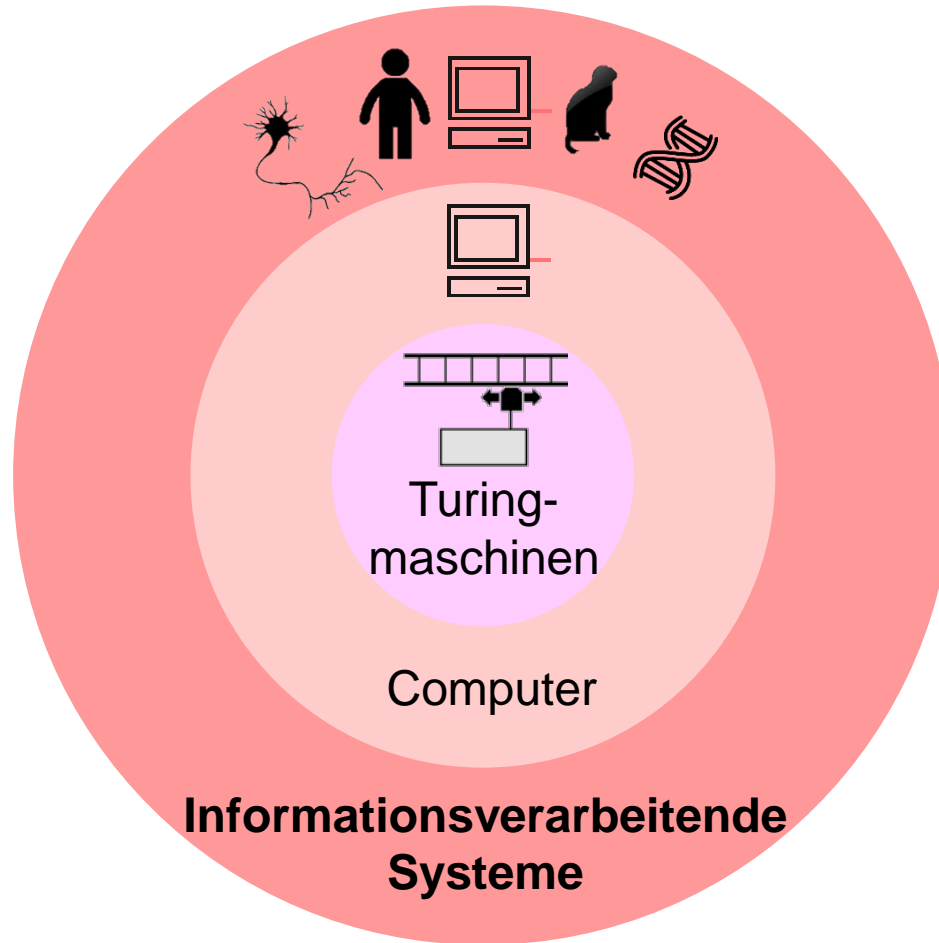 Turing-
maschinen
Computer
Informationsverarbeitende
Systeme